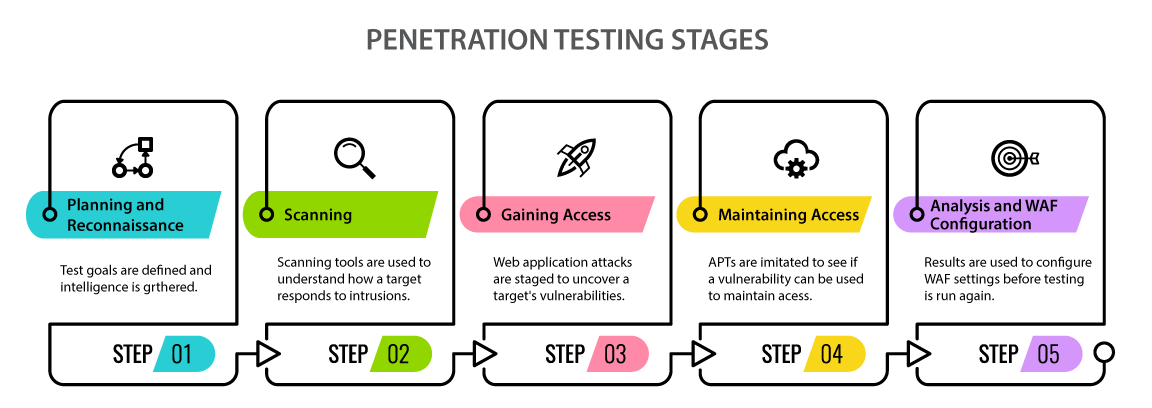 PENETRATION TESTING STAGES
Planning and
Reconnaissance
Test goals are defined and
intelligence is grthered.
STEP 01
Scanning
Scanning tools are used to
understand how a target
responds to intrusions.
STEP 02
Gaining Access
Web application attacks
are staged to uncover a
target's vulnerabilities.
STEP 03
Maintaining Access
APTs are imitated to see if
a vulnerability can be used
to maintain acess.
STEP 04
Analysis and WAF
Configuration
Results are used to configure
WAF settings before testing
is run again.
STEP 05